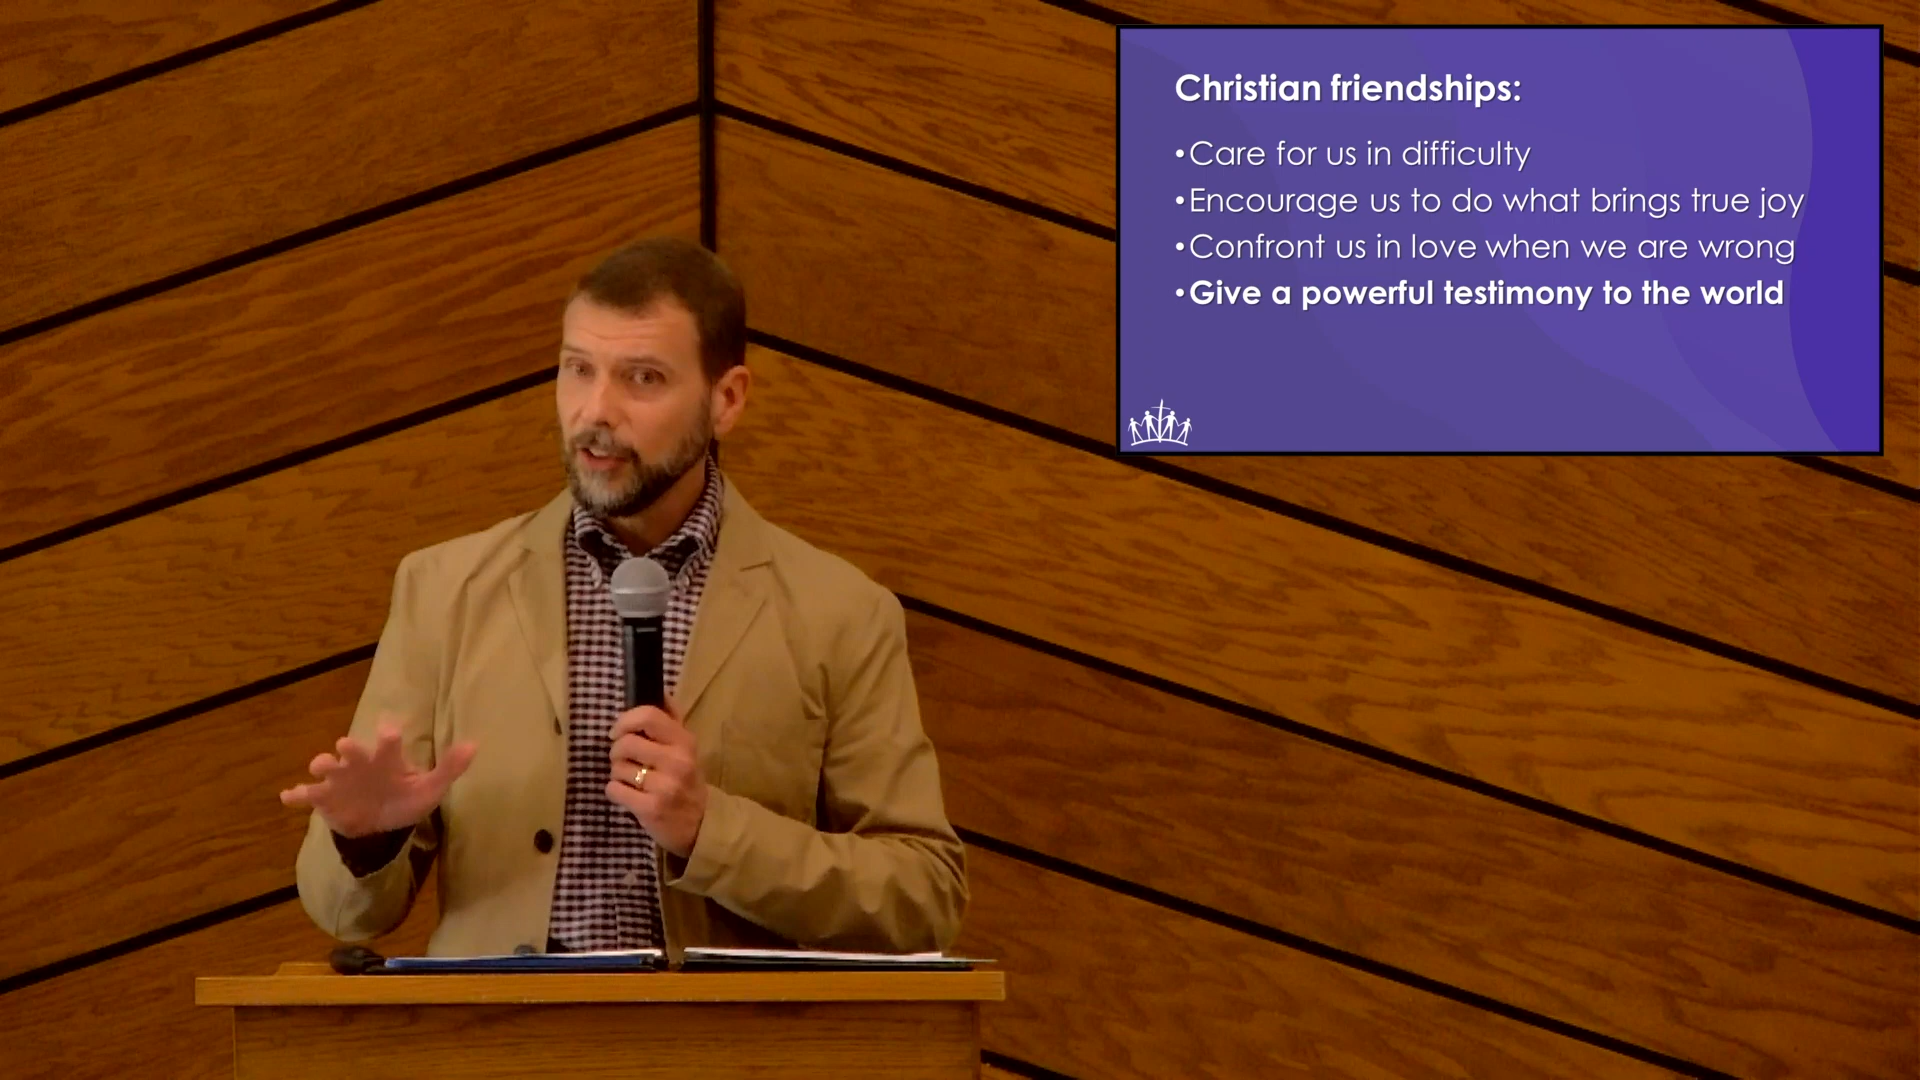 Christian friendships:
•Care for us in difficulty
•Encourage us to do what brings true joy
•Confront us in love when we are wrong
•Give a powerful testimony to the world